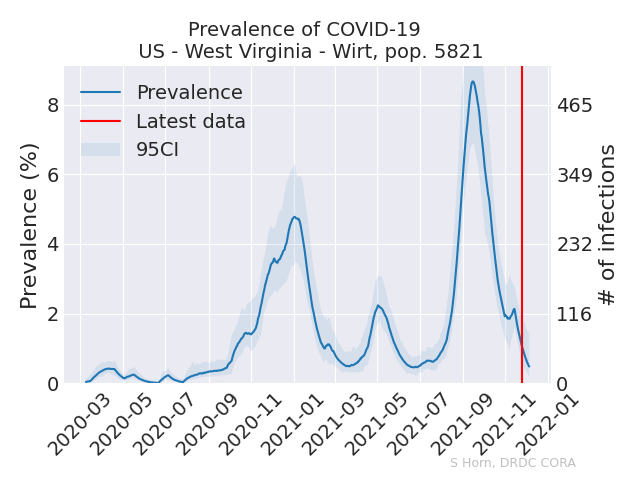 Prevalence of COVID-19
US - West Virginia - Wirt, pop. 5821
Prevalence
Latest data
95CI
Prevalence (%)
8
6
4
2
0
465
349
232
116
0
# of infections
2020-03
2020-05
2020-07
2020-09
2020-11
2021-01
2021-03
2021-05
2021-07
2021-09
2021-11
2022-01
S Horn, DRDC CORA